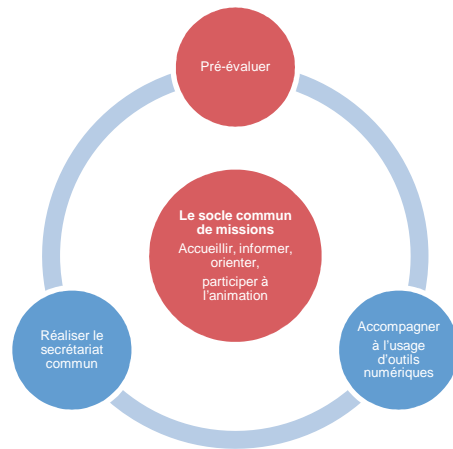 Pré-évaluer
Le socle commun
de missions
Accueillir, informer,
orienter,
participer à
l'animation
Réaliser le
secrétariat
commun
Accompagner
à l'usage
d'outils
numériques